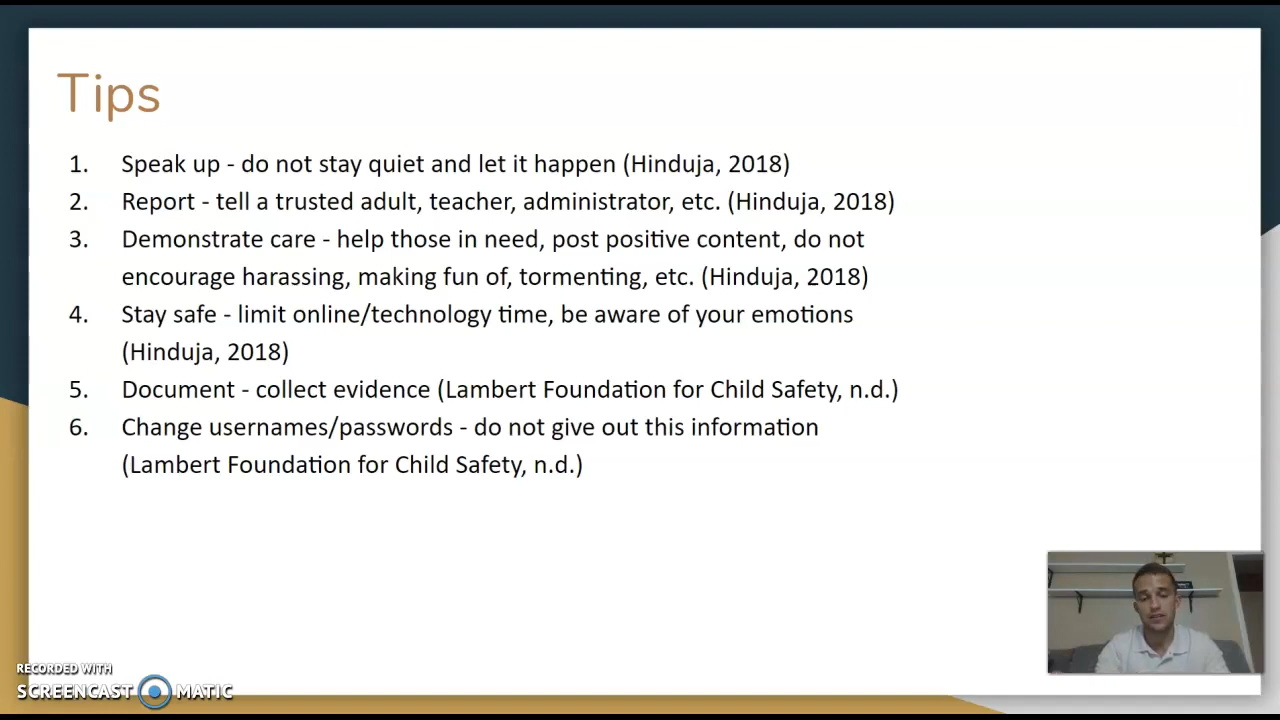 Tips
1. Speak up - do not stay quiet and let it happen (Hinduja, 2018)
2. Report - tell a trusted adult, teacher, administrator, etc. (Hinduja, 2018)
3. Demonstrate care - help those in need, post positive content, do not
encourage harassing, making fun of, tormenting, etc. (Hinduja, 2018)
4. Stay safe - limit online/technology time, be aware of your emotions
(Hinduja, 2018)
5. Document - collect evidence (Lambert Foundation for Child Safety, n.d.)
6. Change usernames/passwords - do not give out this information
(Lambert Foundation for Child Safety, n.d.)
RECORDED WITH
SCREENCAST MATIC